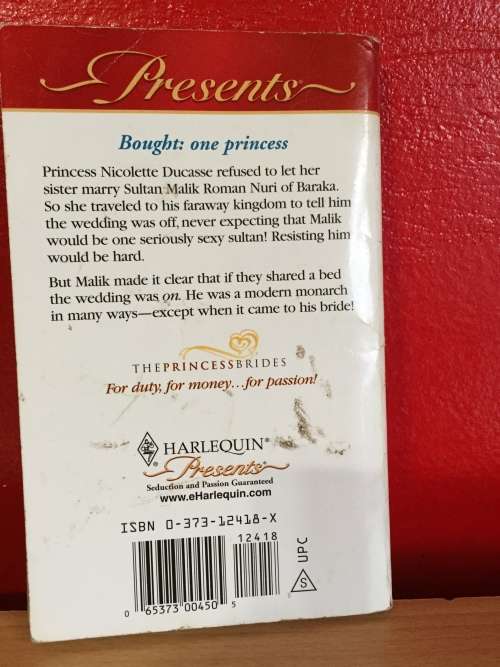 Presents
Bought: one princess
Princess Nicolette Ducasse refused to let her
sister marry Sultan Malik Roman Nuri of Baraka.
So she traveled to his faraway kingdom to tell him
the wedding was off, never expecting that Malik
would be one seriously sexy sultan! Resisting him
would be hard.
But Malik made it clear that if they shared a bed
the wedding was on. He was a modern monarch
in many ways—except when it came to his bride!
THEPRINCESSBRIDES
For duty, for money...for passion!
HARLEQUIN®
Presents
Seduction and Passion Guaranteed
www.eHarlequin.com
ISBN 0-373-12418-X
12418
0 65373 00450 5
UPC
S